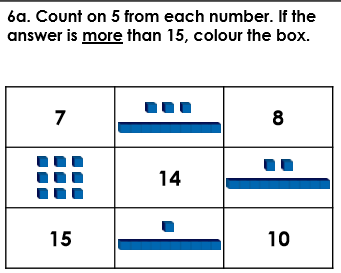 6a. Count on 5 from each number. If the
answer is more than 15, colour the box.
7 8
14
15 10